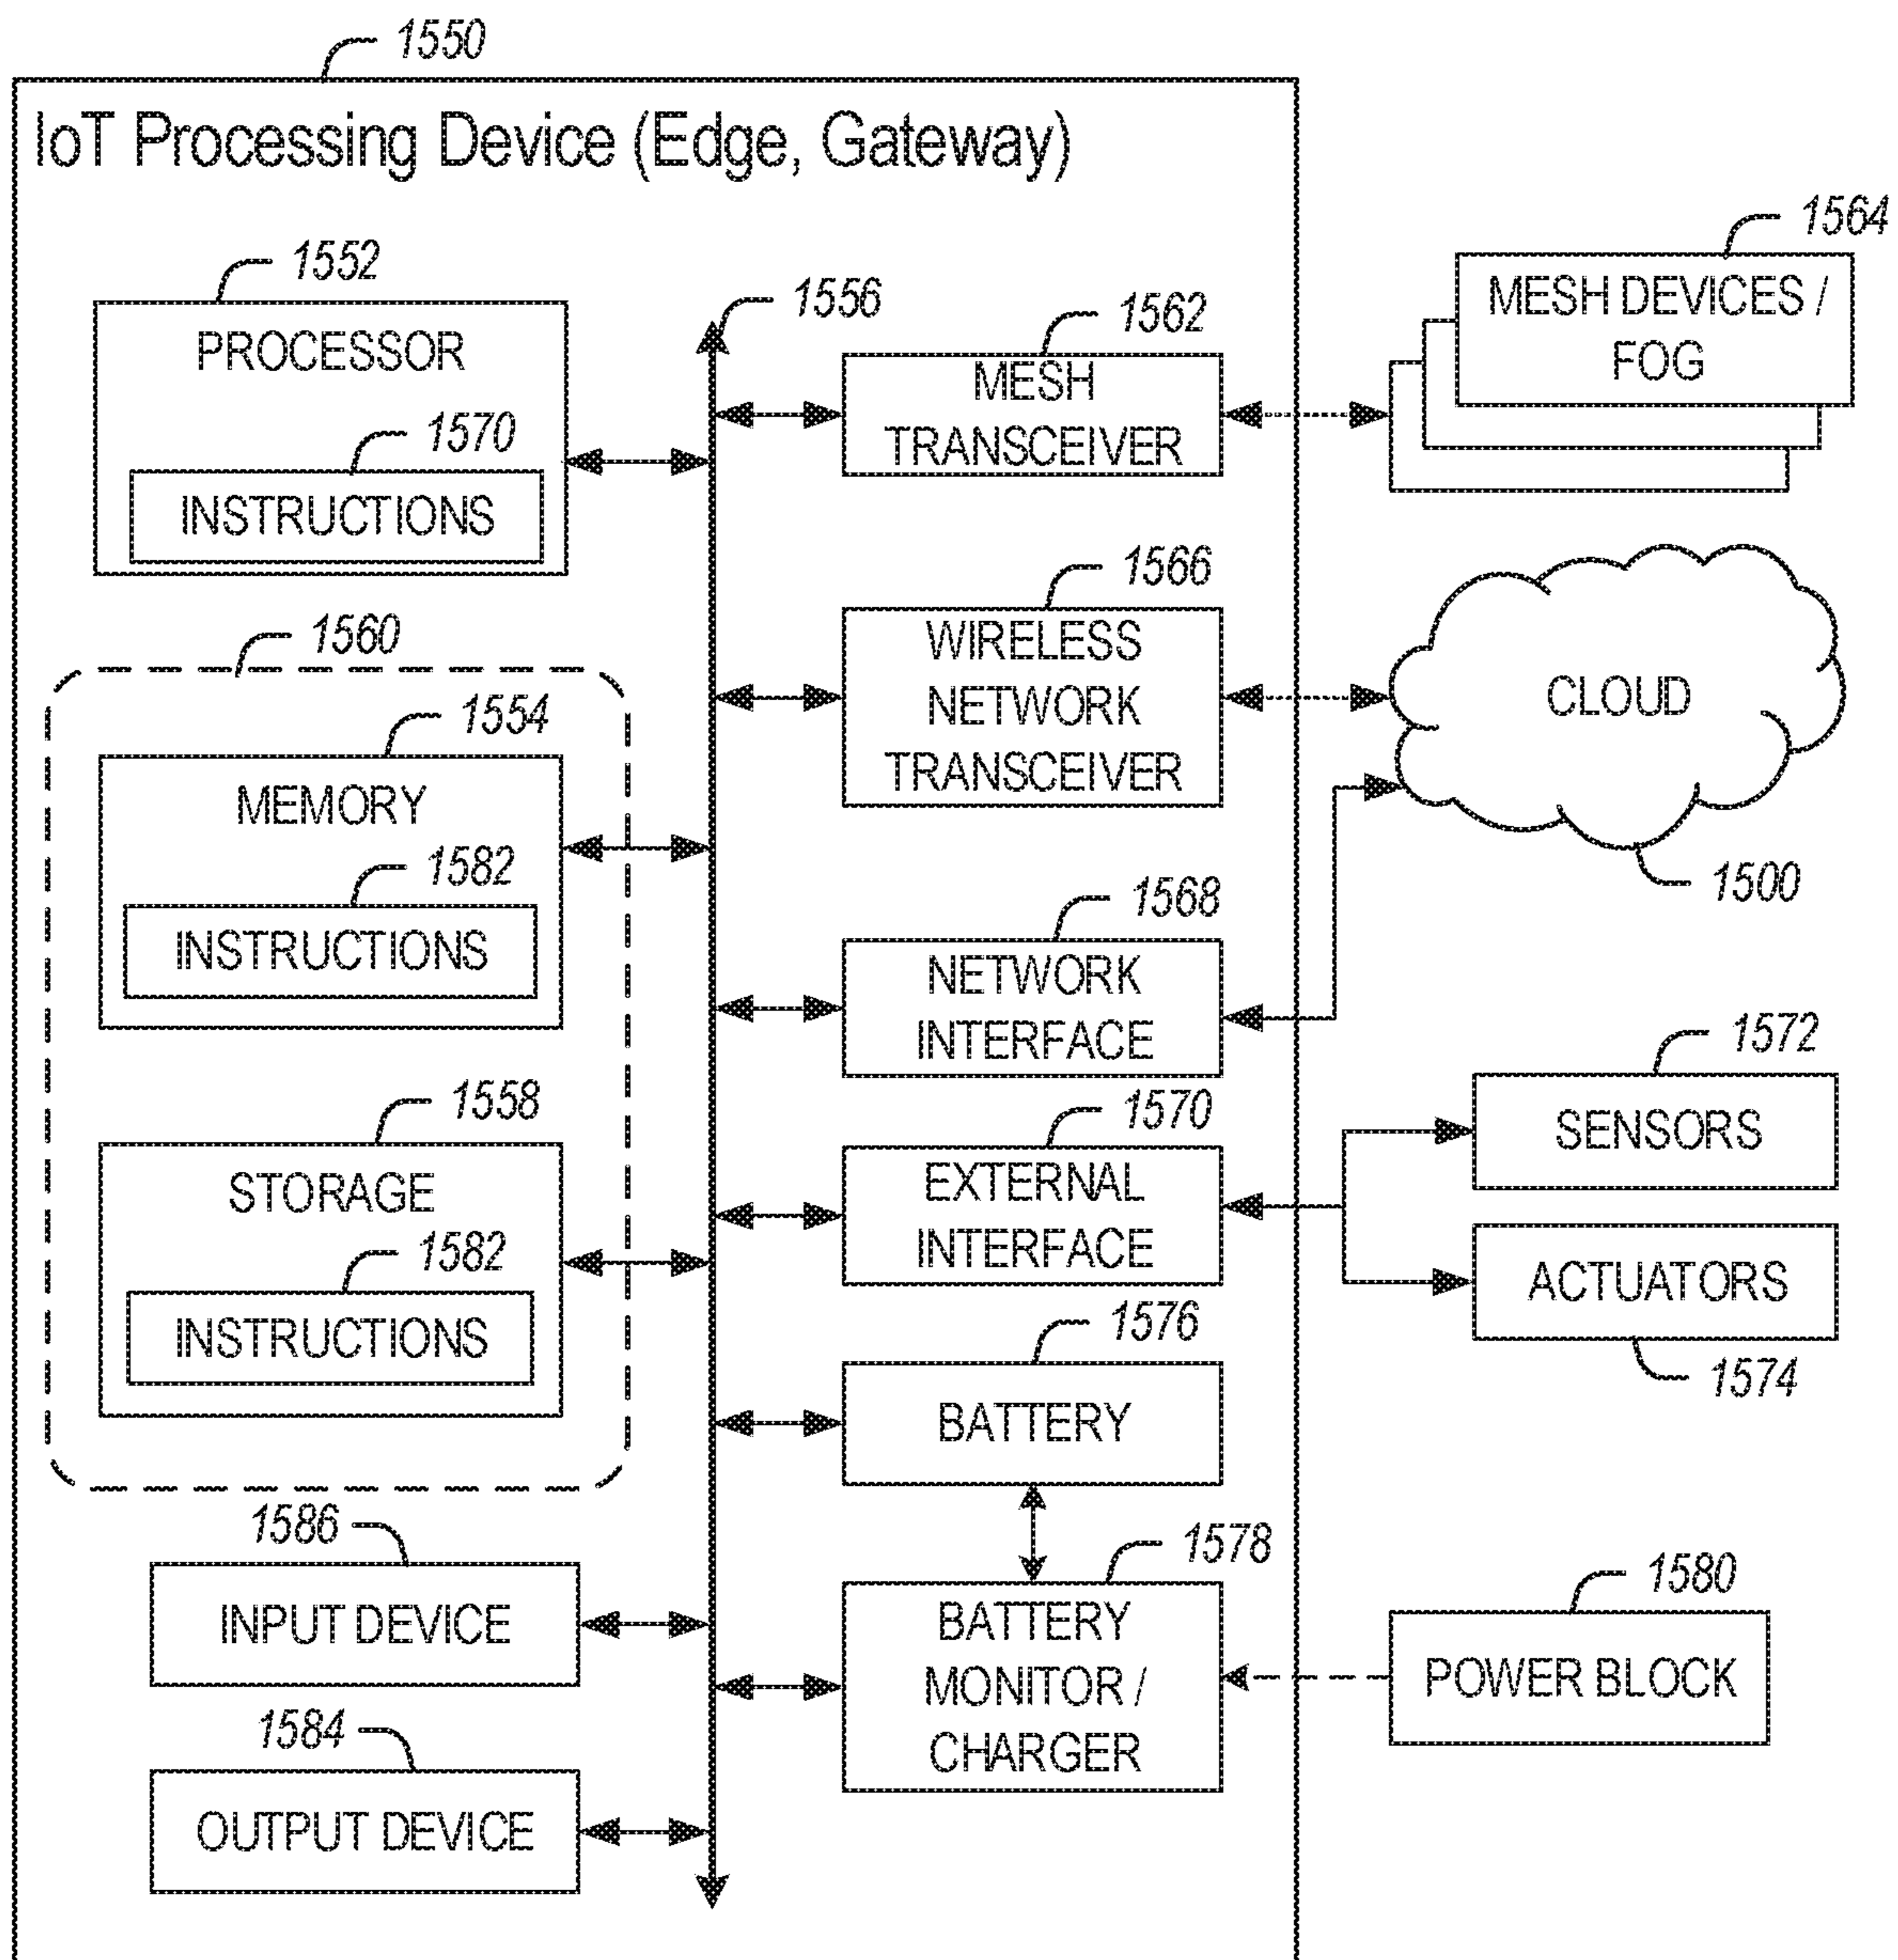 1550
IoT Processing Device (Edge, Gateway)
1552
PROCESSOR
1570
INSTRUCTIONS
1560
1554
MEMORY
1582
INSTRUCTIONS
1558
STORAGE
1582
INSTRUCTIONS
1586
INPUT DEVICE
1584
OUTPUT DEVICE
1556
1562
MESH
TRANSCEIVER
1566
WIRELESS
NETWORK
TRANSCEIVER
1568
NETWORK
INTERFACE
1570
EXTERNAL
INTERFACE
1576
BATTERY
1578
BATTERY
MONITOR /
CHARGER
1564
MESH DEVICES /
FOG
CLOUD
1500
1572
SENSORS
ACTUATORS
1574
1580
POWER BLOCK